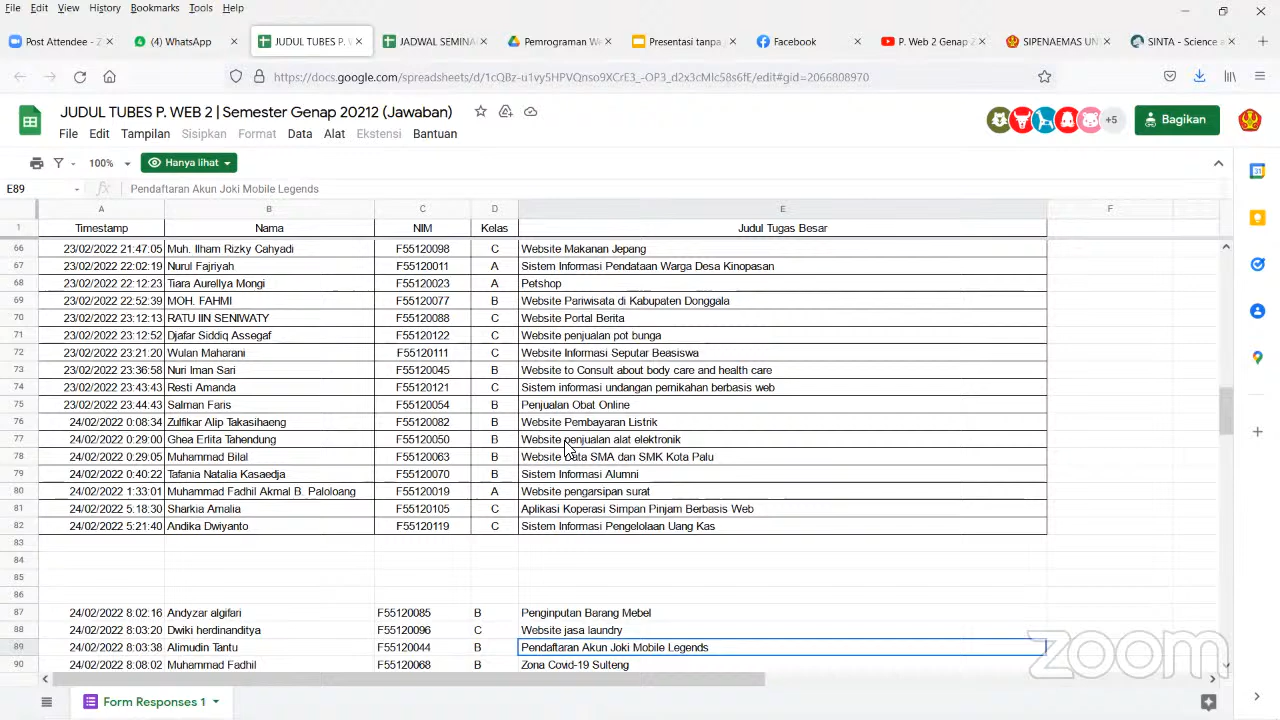 File Edit View History Bookmarks Tools Help
Post Attendee - Z
(4) WhatsApp
JUDUL TUBES P. W
JADWAL SEMINA
Pemrograman We
Presentasi tanpa j
Facebook
P. Web 2 Genap 2
SIPENAEMAS UN
SINTA - Science a
https://docs.google.com/spreadsheets/d/1cQBz-u1vy5HPVQnso9XCrE3_-OP3_d2x3cMIc58s6fE/edit#gid=2066808970
JUDUL TUBES P. WEB 2 | Semester Genap 20212 (Jawaban)
+5
Bagikan
File Edit Tampilan Sisipkan Format Data Alat Ekstensi Bantuan
100% Hanya lihat
31
E89 fx Pendaftaran Akun Joki Mobile Legends
A B C D E F
1 Timestamp Nama NIM Kelas Judul Tugas Besar
66 23/02/2022 21:47:05 Muh. Ilham Rizky Cahyadi F55120098 C Website Makanan Jepang
67 23/02/2022 22:02:19 Nurul Fajriyah F55120011 A Sistem Informasi Pendataan Warga Desa Kinopasan
68 23/02/2022 22:12:23 Tiara Aurellya Mongi F55120023 A Petshop
69 23/02/2022 22:52:39 MOH. FAHMI F55120077 B Website Pariwisata di Kabupaten Donggala
70 23/02/2022 23:12:13 RATU IIN SENIWATY F55120088 C Website Portal Berita
71 23/02/2022 23:12:52 Djafar Siddiq Assegaf F55120122 C Website penjualan pot bunga
72 23/02/2022 23:21:20 Wulan Maharani F55120111 C Website Informasi Seputar Beasiswa
73 23/02/2022 23:36:58 Nuri Iman Sari F55120045 B Website to Consult about body care and health care
74 23/02/2022 23:43:43 Resti Amanda F55120121 C Sistem informasi undangan pernikahan berbasis web
75 23/02/2022 23:44:43 Salman Faris F55120054 B Penjualan Obat Online
76 24/02/2022 0:08:34 Zulfikar Alip Takasihaeng F55120082 B Website Pembayaran Listrik
77 24/02/2022 0:29:00 Ghea Erlita Tahendung F55120050 B Website penjualan alat elektronik
78 24/02/2022 0:29:05 Muhammad Bilal F55120063 B Website Data SMA dan SMK Kota Palu
79 24/02/2022 0:40:22 Tafania Natalia Kasaedja F55120070 B Sistem Informasi Alumni
80 24/02/2022 1:33:01 Muhammad Fadhil Akmal B. Paloloang F55120019 A Website pengarsipan surat
81 24/02/2022 5:18:30 Sharkia Amalia F55120105 C Aplikasi Koperasi Simpan Pinjam Berbasis Web
82 24/02/2022 5:21:40 Andika Dwiyanto F55120119 C Sistem Informasi Pengelolaan Uang Kas
83
84
85
86
87 24/02/2022 8:02:16 Andyzar algifari F55120085 B Penginputan Barang Mebel
88 24/02/2022 8:03:20 Dwiki herdinanditya F55120096 C Website jasa laundry
89 24/02/2022 8:03:38 Alimudin Tantu F55120044 B Pendaftaran Akun Joki Mobile Legends
90 24/02/2022 8:08:02 Muhammad Fadhil F55120068 B Zona Covid-19 Sulteng
zoom
Form Responses 1